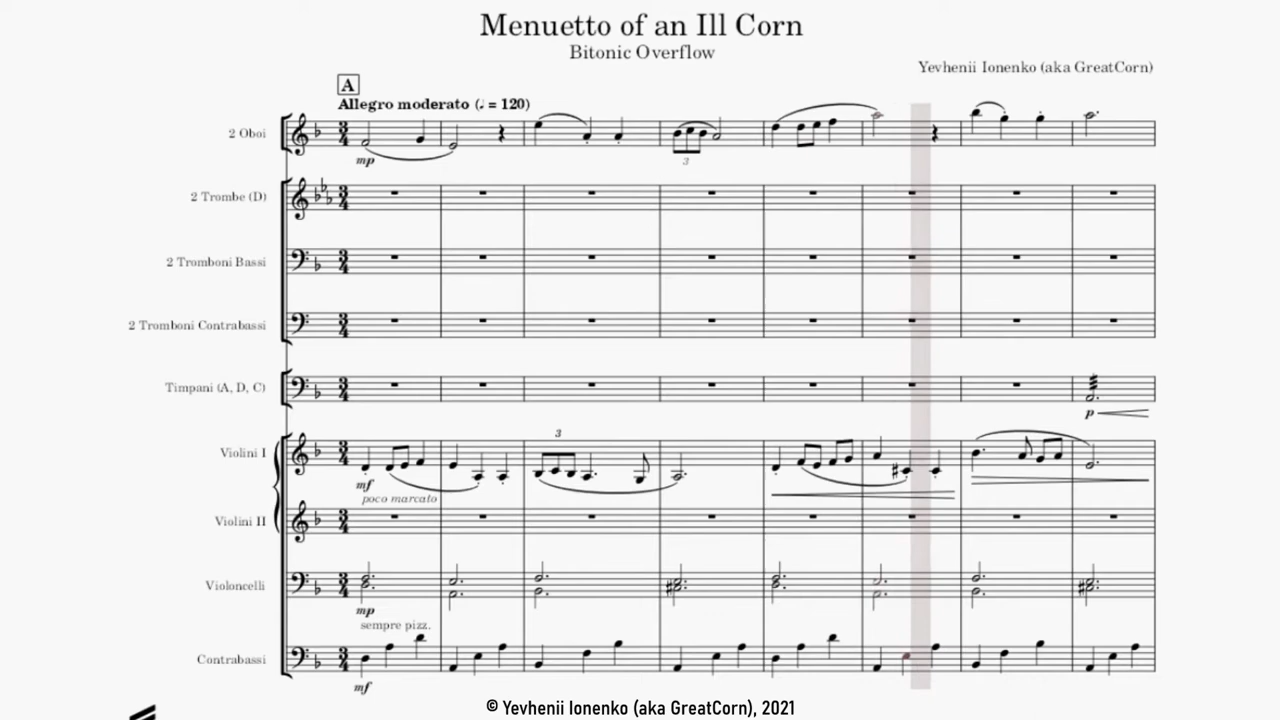 Menuetto of an Ill Corn
Bitonic Overflow
Yevhenii Ionenko (aka GreatCorn)
A
Allegro moderato (♩ = 120)
2 Oboi
mp
3
2 Trombe (D)
2 Tromboni Bassi
2 Tromboni Contrabassi
Timpani (A, D, C)
p
Violini I
3
mf
poco marcato
Violini II
Violoncelli
mp
sempre pizz.
Contrabassi
mf
© Yevhenii Ionenko (aka GreatCorn), 2021